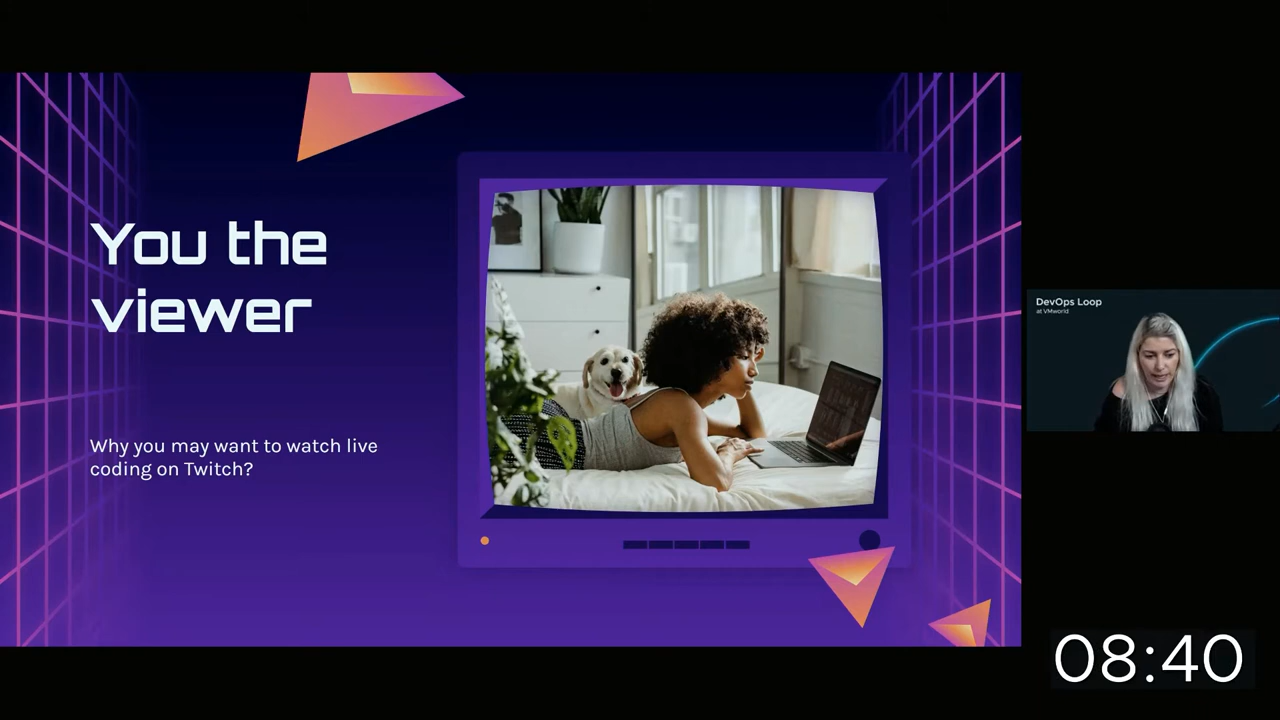 You the
viewer
Why you may want to watch live
coding on Twitch?
DevOps Loop
at VMworld
08:40